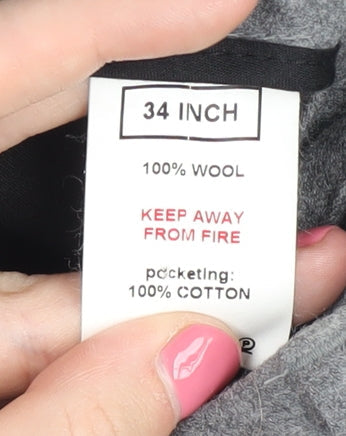 34 INCH
100% WOOL
KEEP AWAY
FROM FIRE
pocketing:
100% COTTON